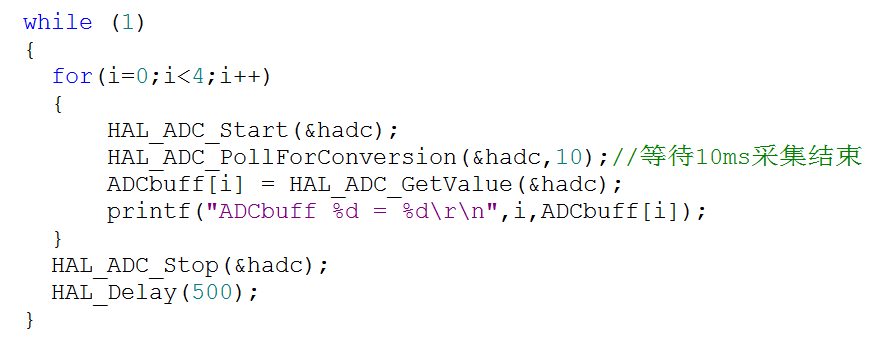 while (1)
{
  for(i=0;i<4;i++)
  {
      HAL_ADC_Start(&hadc);
      HAL_ADC_PollForConversion(&hadc,10);//等待10ms采集结束
      ADCbuff[i] = HAL_ADC_GetValue(&hadc);
      printf("ADCbuff %d = %d\r\n",i,ADCbuff[i]);
  }
  HAL_ADC_Stop(&hadc);
  HAL_Delay(500);
}